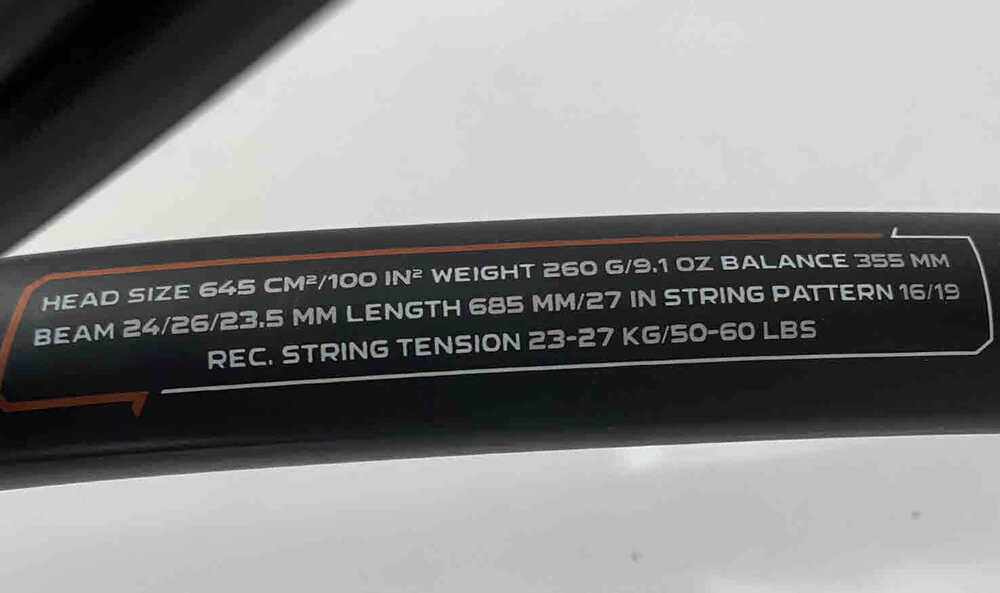 HEAD SIZE 645 CM²/100 IN² WEIGHT 260 G/9.1 OZ BALANCE 355 MM
BEAM 24/26/23.5 MM LENGTH 685 MM/27 IN STRING PATTERN 16/19
REC. STRING TENSION 23-27 KG/50-60 LBS